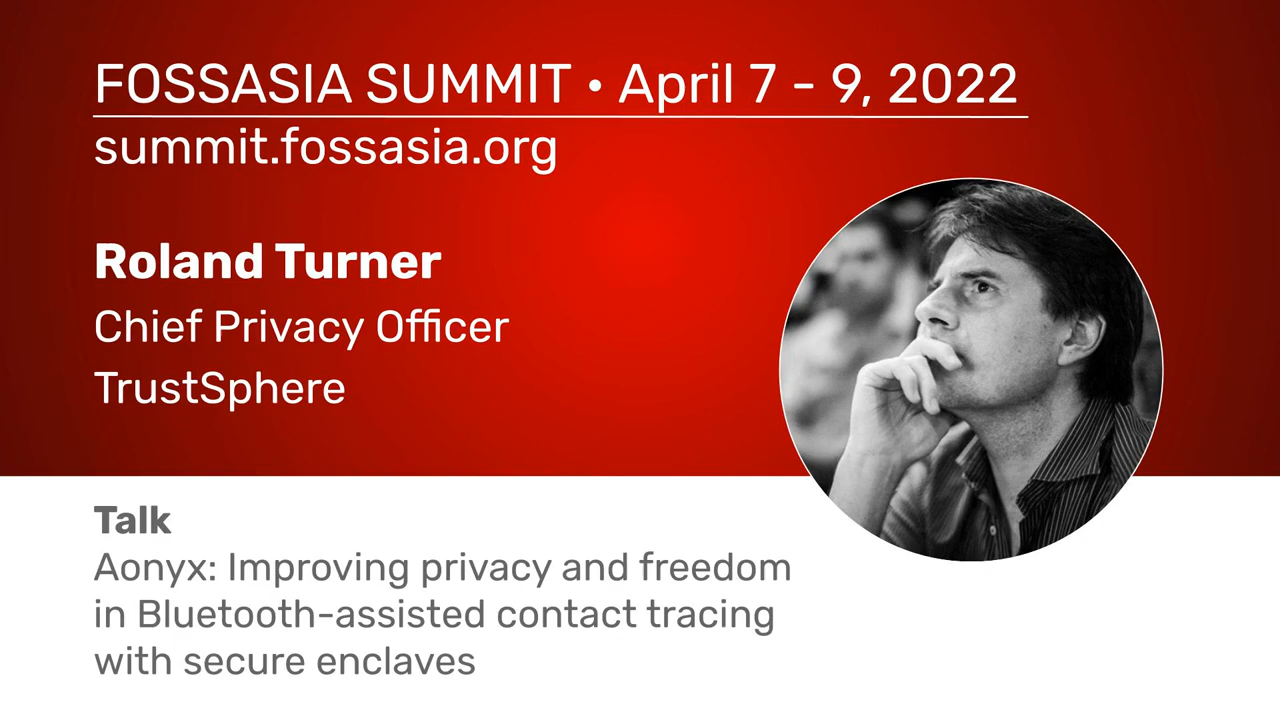 FOSSASIA SUMMIT • April 7 - 9, 2022
summit.fossasia.org
Roland Turner
Chief Privacy Officer
TrustSphere
Talk
Aonyx: Improving privacy and freedom
in Bluetooth-assisted contact tracing
with secure enclaves